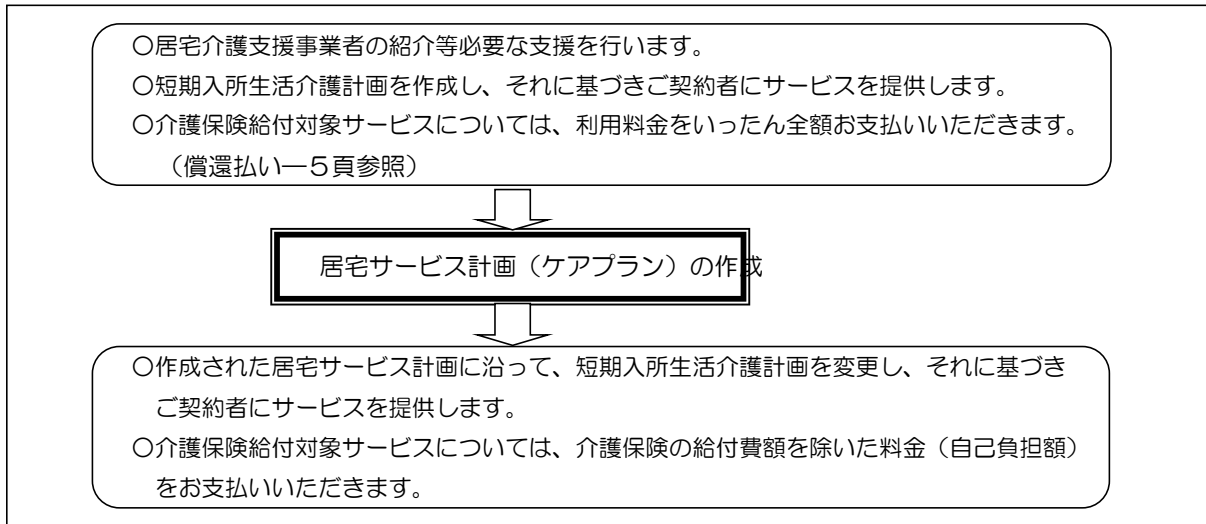 ○居宅介護支援事業者の紹介等必要な支援を行います。
○短期入所生活介護計画を作成し、それに基づきご契約者にサービスを提供します。
○介護保険給付対象サービスについては、利用料金をいったん全額お支払いいただきます。
（償還払い―５頁参照）
居宅サービス計画（ケアプラン）の作成
○作成された居宅サービス計画に沿って、短期入所生活介護計画を変更し、それに基づき
ご契約者にサービスを提供します。
○介護保険給付対象サービスについては、介護保険の給付費額を除いた料金（自己負担額）
をお支払いいただきます。